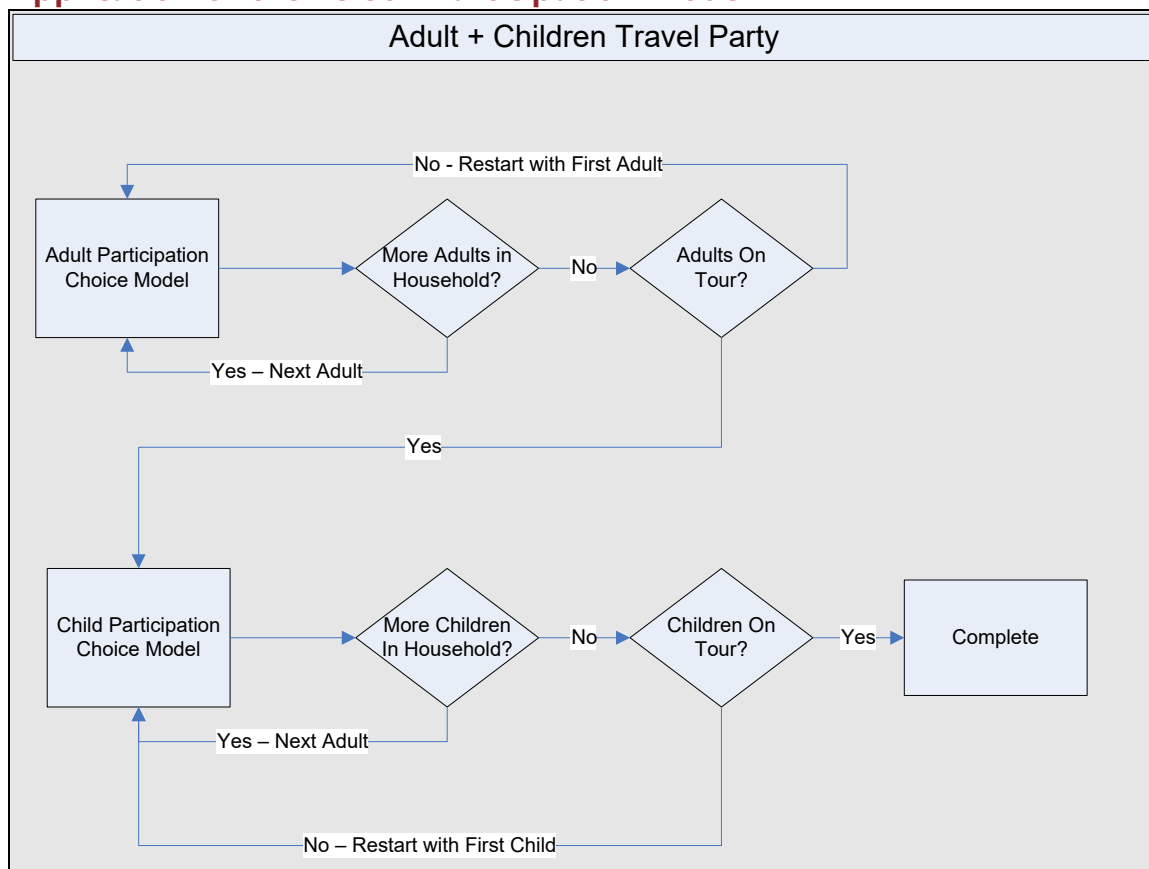 Adult + Children Travel Party
No - Restart with First Adult
Adult Participation
Choice Model
More Adults in
Household?
No
Adults On
Tour?
Yes – Next Adult
Yes
Child Participation
Choice Model
More Children
In Household?
No
Children On
Tour?
Yes
Complete
Yes – Next Adult
No – Restart with First Child